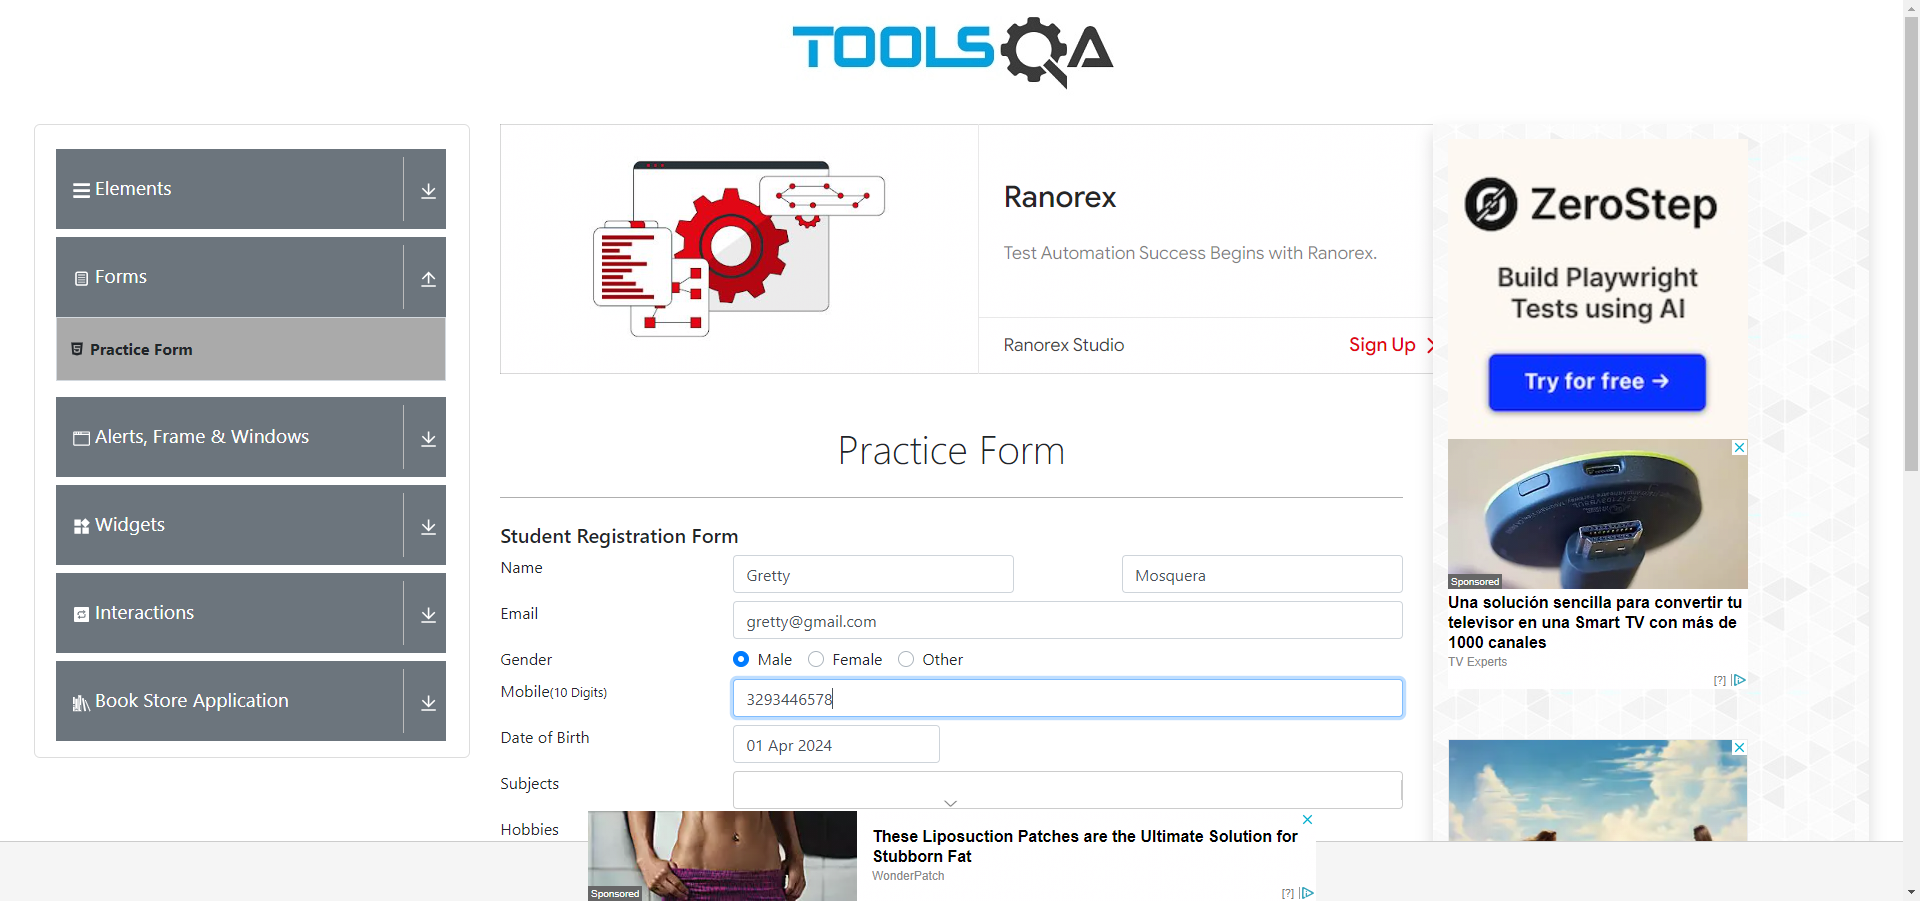 TOOLSQA
Elements
Forms
Practice Form
Alerts, Frame & Windows
Widgets
Interactions
Book Store Application
Ranorex
Test Automation Success Begins with Ranorex.
Ranorex Studio
Sign Up
Practice Form
Student Registration Form
Name
Gretty
Mosquera
Email
gretty@gmail.com
Gender
Male
Female
Other
Mobile(10 Digits)
3293446578
Date of Birth
01 Apr 2024
Subjects
Hobbies
ZeroStep
Build Playwright
Tests using AI
Try for free →
Sponsored
Una solución sencilla para convertir tu
televisor en una Smart TV con más de
1000 canales
TV Experts
[?]
Sponsored
These Liposuction Patches are the Ultimate Solution for
Stubborn Fat
WonderPatch
[?]